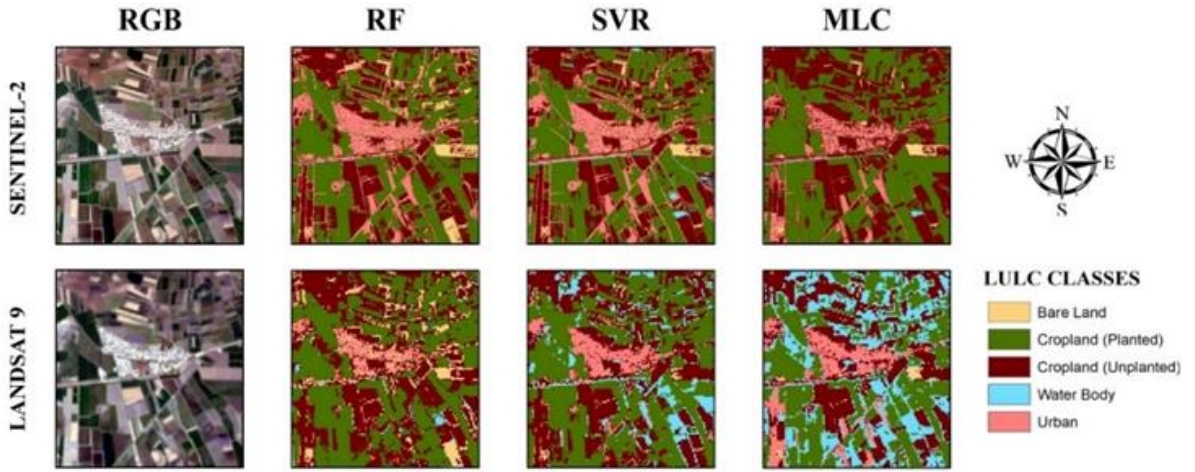 RGB
RF
SVR
MLC
SENTINEL-2
LANDSAT 9
N
W
E
S
LULC CLASSES
Bare Land
Cropland (Planted)
Cropland (Unplanted)
Water Body
Urban